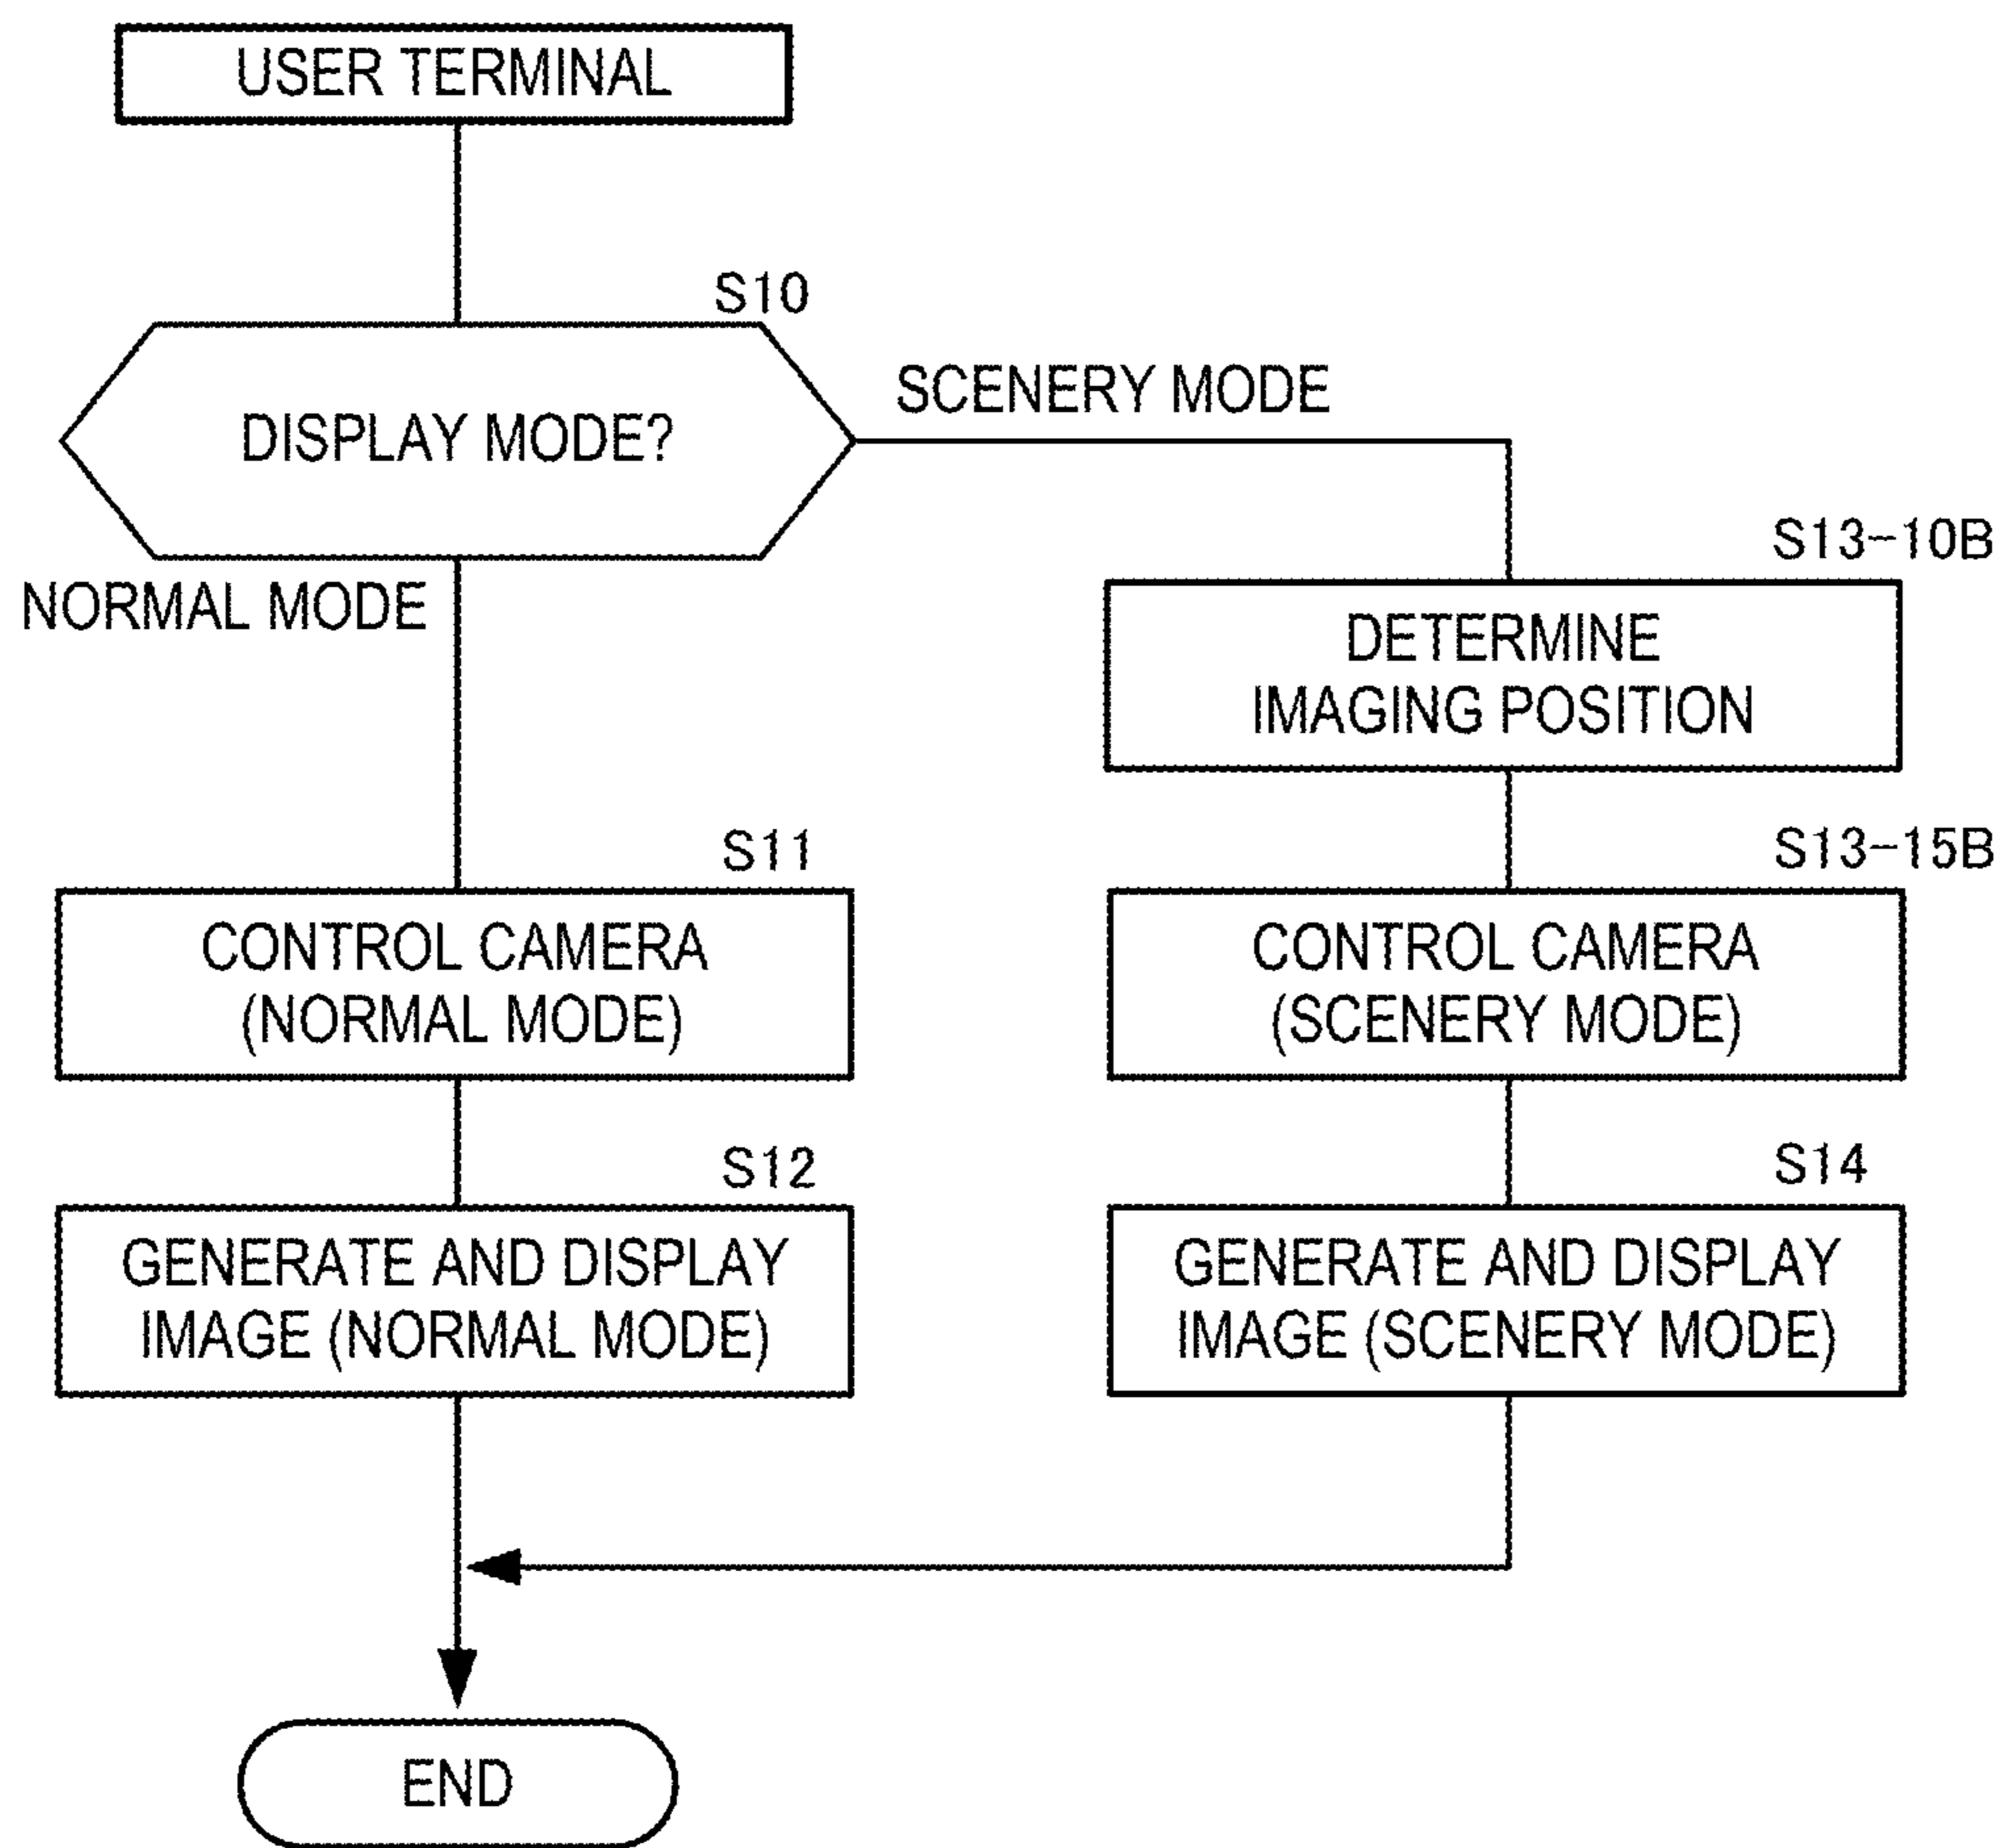 USER TERMINAL
S10
DISPLAY MODE?
SCENERY MODE
NORMAL MODE
S13-10B
DETERMINE
IMAGING POSITION
S11
CONTROL CAMERA
(NORMAL MODE)
S13-15B
CONTROL CAMERA
(SCENERY MODE)
S12
GENERATE AND DISPLAY
IMAGE (NORMAL MODE)
S14
GENERATE AND DISPLAY
IMAGE (SCENERY MODE)
END